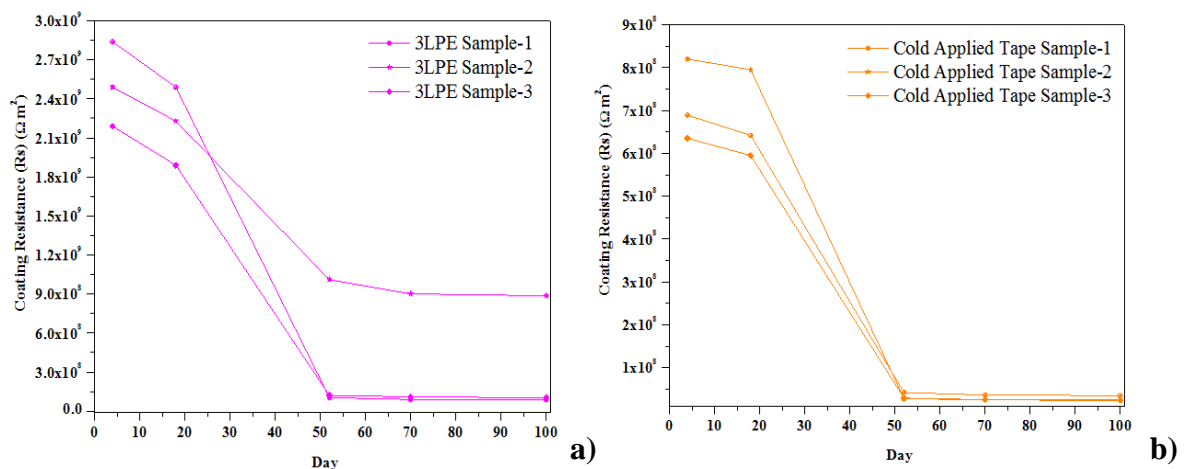 3.0x10⁹
2.7x10⁹
2.4x10⁹
2.1x10⁹
1.8x10⁹
1.5x10⁹
1.2x10⁹
9.0x10⁸
6.0x10⁸
3.0x10⁸
0.0
Coating Resistance (Rs) (Ω m²)
3LPE Sample-1
3LPE Sample-2
3LPE Sample-3
0 10 20 30 40 50 60 70 80 90 100
Day
a)
9x10⁸
8x10⁸
7x10⁸
6x10⁸
5x10⁸
4x10⁸
3x10⁸
2x10⁸
1x10⁸
Coating Resistance (Rs) (Ω m²)
Cold Applied Tape Sample-1
Cold Applied Tape Sample-2
Cold Applied Tape Sample-3
0 10 20 30 40 50 60 70 80 90 100
Day
b)